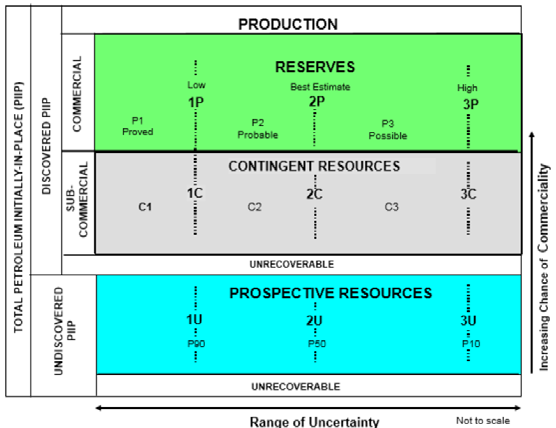 PRODUCTION
TOTAL PETROLEUM INITIALLY-IN-PLACE (PIIP)
DISCOVERED PIIP
COMMERCIAL
RESERVES
Low
Best Estimate
High
1P
2P
3P
P1
Proved
P2
Probable
P3
Possible
SUB-
COMMERCIAL
CONTINGENT RESOURCES
1C
2C
3C
C1
C2
C3
UNRECOVERABLE
UNDISCOVERED
PIIP
PROSPECTIVE RESOURCES
1U
2U
3U
P90
P50
P10
UNRECOVERABLE
Increasing Chance of Commerciality
Range of Uncertainty
Not to scale